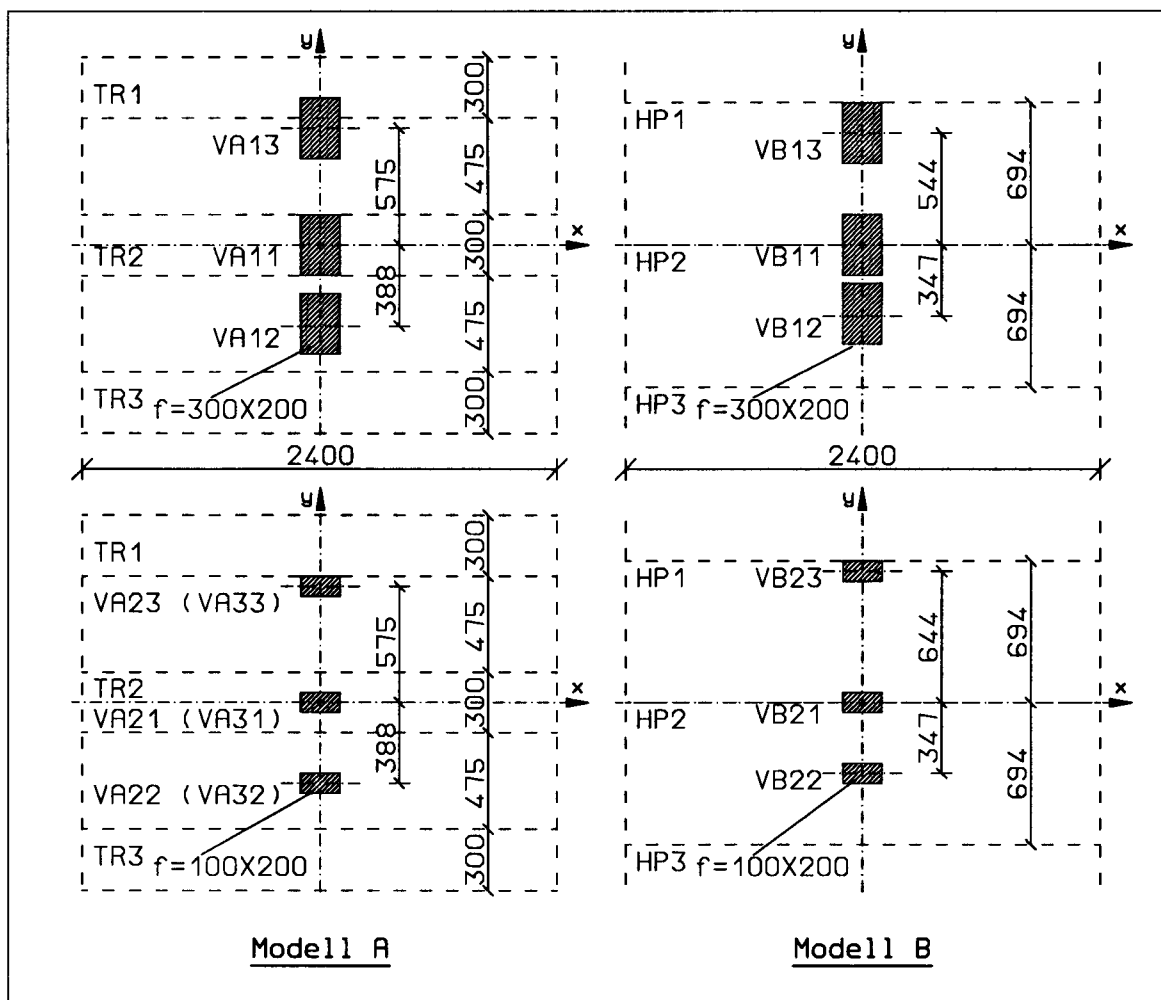 y
TR1
300
VA13
575
475
x
TR2
VA11
300
388
VA12
475
TR3
f=300X200
300
2400
y
HP1
VB13
544
694
x
HP2
VB11
347
VB12
694
HP3
f=300X200
2400
y
TR1
300
VA23 (VA33)
575
475
TR2
x
VA21 (VA31)
300
388
VA22 (VA32)
475
TR3
f=100X200
300
Modell A
y
HP1
VB23
644
694
x
HP2
VB21
347
VB22
694
HP3
f=100X200
Modell B